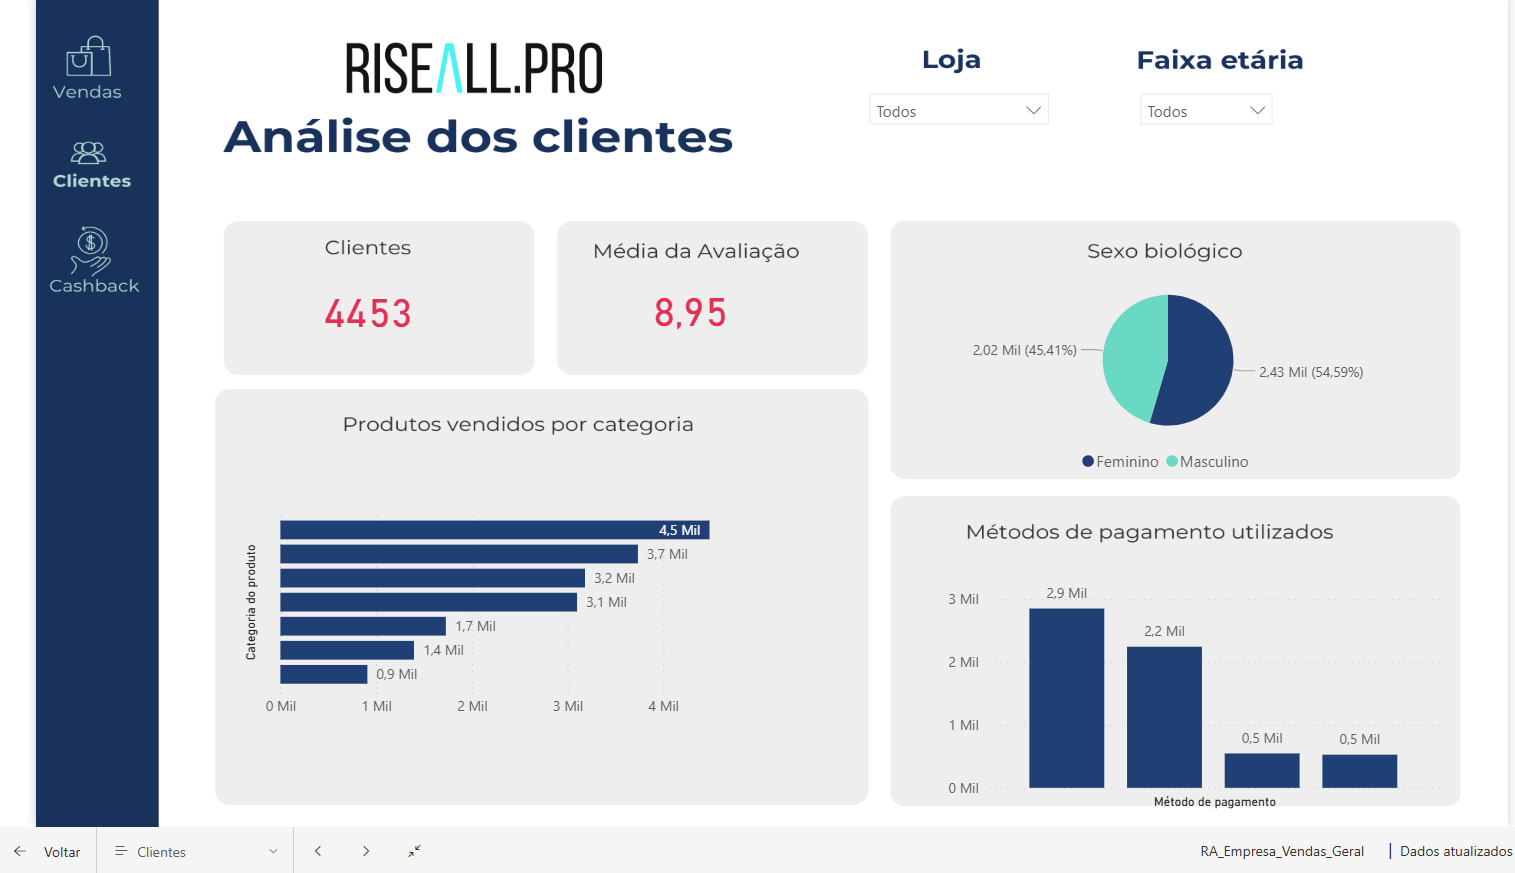 Vendas
Clientes
Cashback
RISEALL.PRO
Análise dos clientes
Loja
Todos
Faixa etária
Todos
Clientes
4453
Média da Avaliação
8,95
Sexo biológico
2,02 Mil (45,41%)
2,43 Mil (54,59%)
Feminino
Masculino
Produtos vendidos por categoria
Categoria do produto
4,5 Mil
3,7 Mil
3,2 Mil
3,1 Mil
1,7 Mil
1,4 Mil
0,9 Mil
0 Mil
1 Mil
2 Mil
3 Mil
4 Mil
Métodos de pagamento utilizados
3 Mil
2 Mil
1 Mil
0 Mil
2,9 Mil
2,2 Mil
0,5 Mil
0,5 Mil
Método de pagamento
Voltar
Clientes
RA_Empresa_Vendas_Geral
Dados atualizados